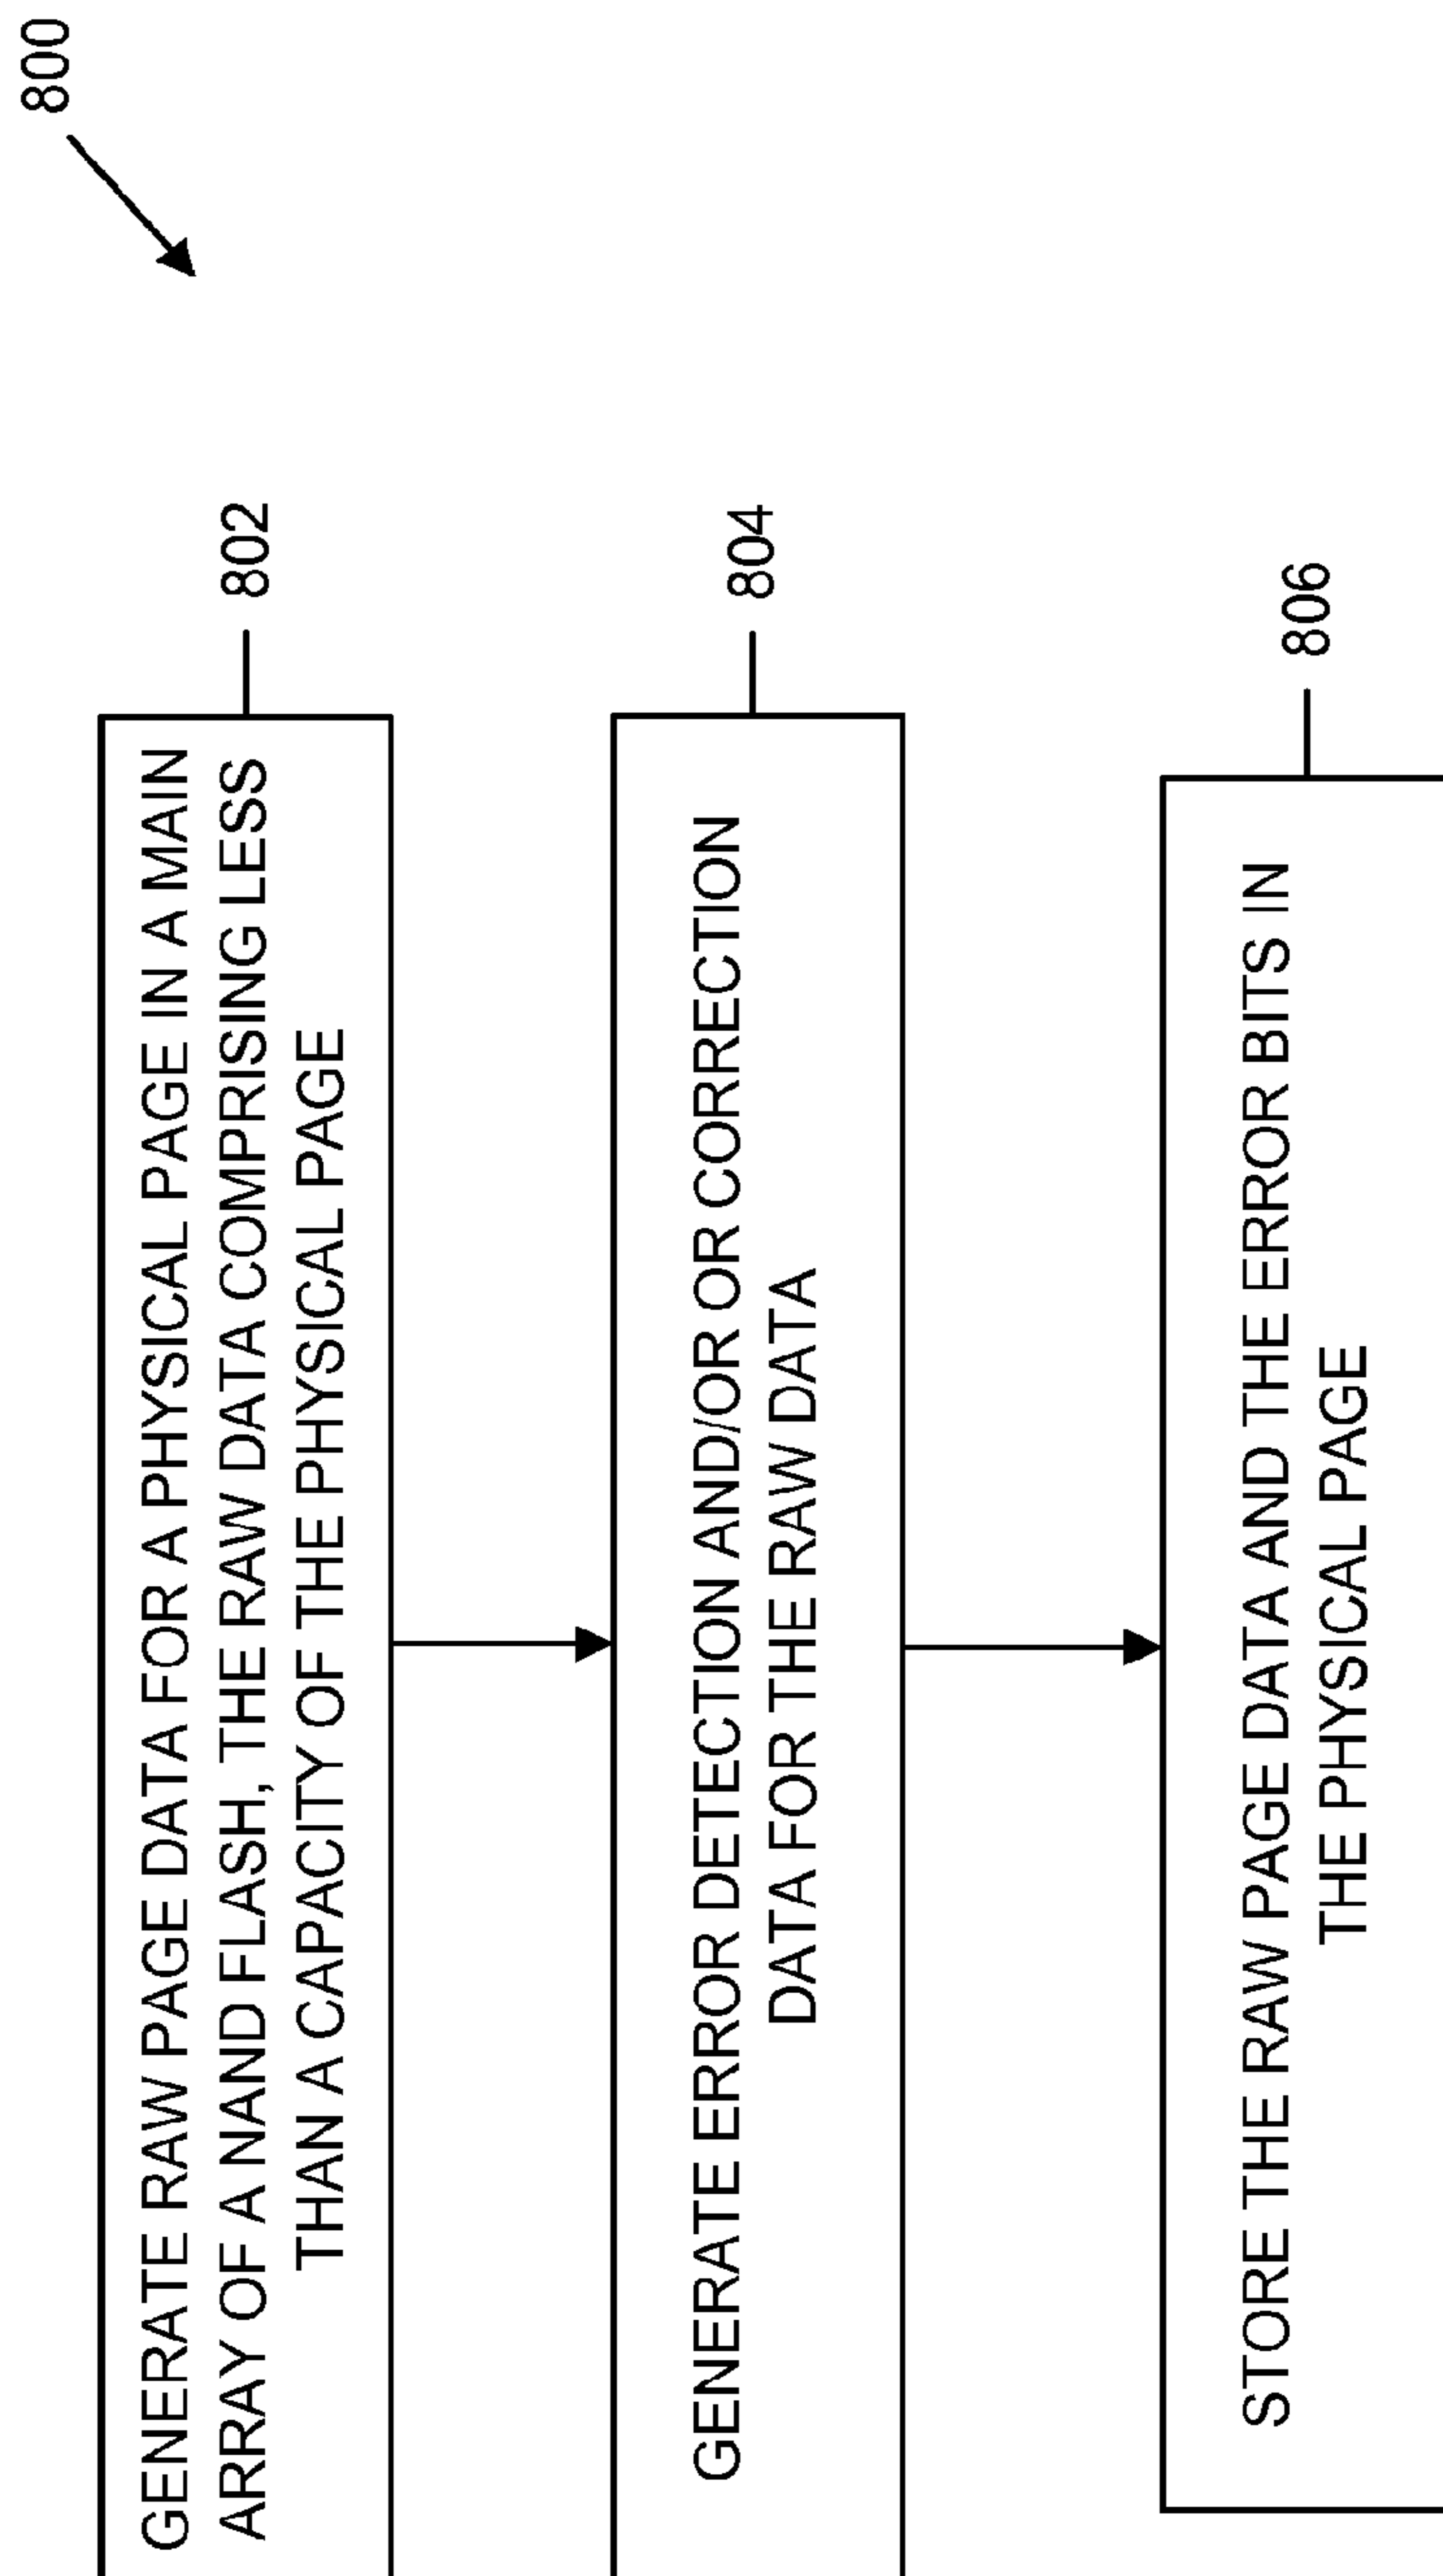 800
GENERATE RAW PAGE DATA FOR A PHYSICAL PAGE IN A MAIN
ARRAY OF A NAND FLASH, THE RAW DATA COMPRISING LESS
THAN A CAPACITY OF THE PHYSICAL PAGE
802
GENERATE ERROR DETECTION AND/OR OR CORRECTION
DATA FOR THE RAW DATA
804
STORE THE RAW PAGE DATA AND THE ERROR BITS IN
THE PHYSICAL PAGE
806